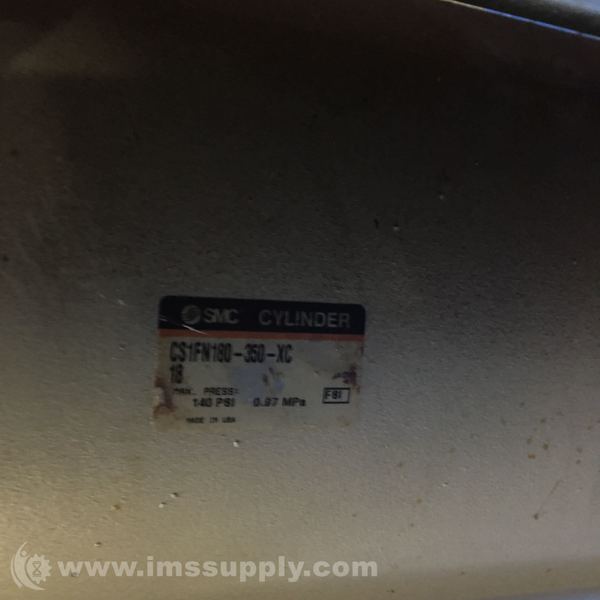 SMC CYLINDER
CS1FN180-350-XC
18
MAX. PRESS:
140 PSI 0.97 MPa
FBI
MADE IN USA
www.imssupply.com